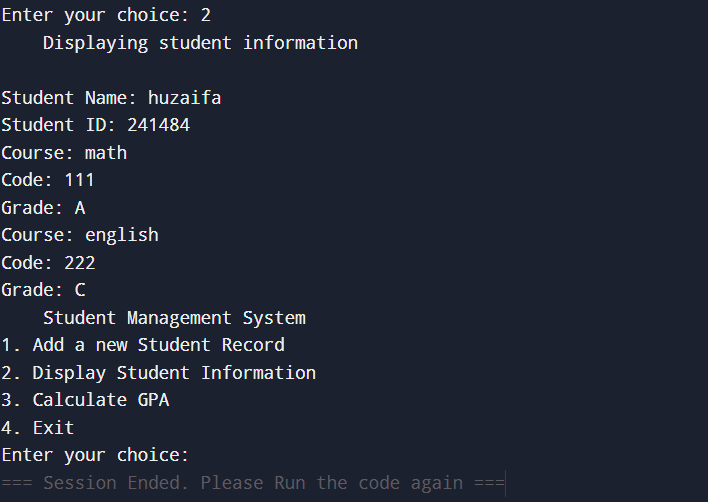 Enter your choice: 2
Displaying student information
Student Name: huzaifa
Student ID: 241484
Course: math
Code: 111
Grade: A
Course: english
Code: 222
Grade: C
Student Management System
1. Add a new Student Record
2. Display Student Information
3. Calculate GPA
4. Exit
Enter your choice:
=== Session Ended. Please Run the code again ===